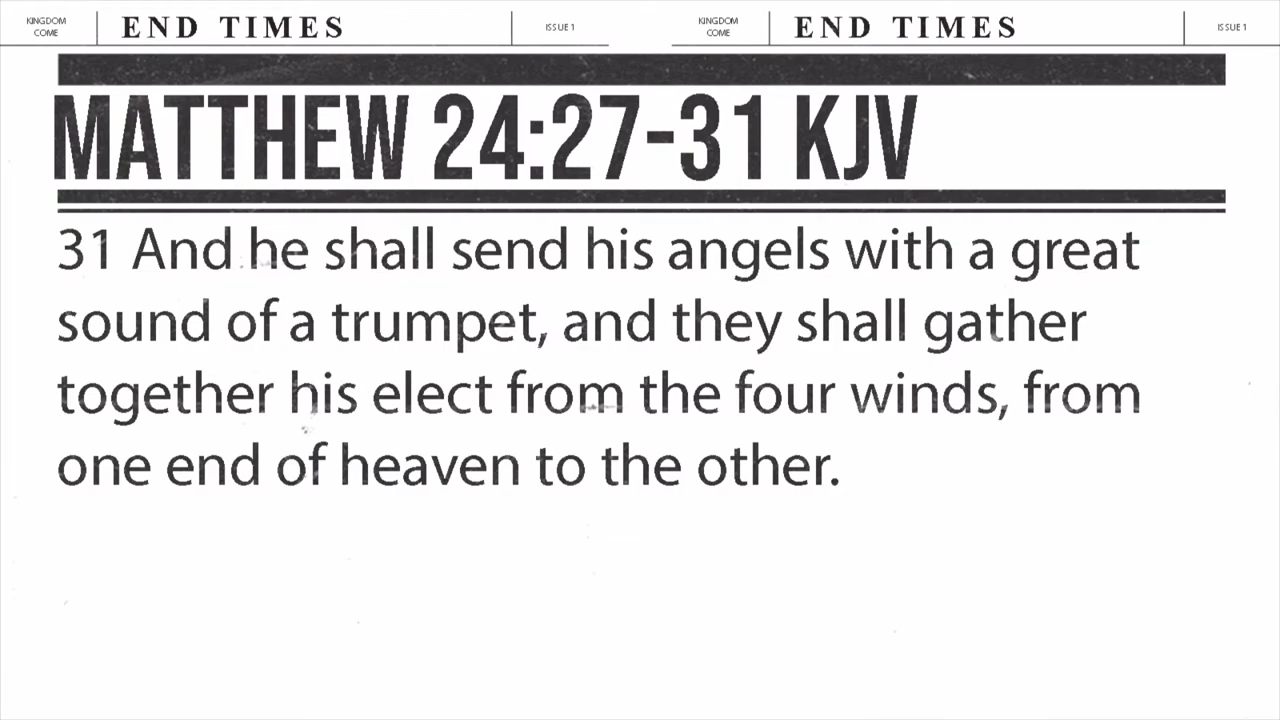 KINGDOM
COME
END TIMES
ISSUE 1
KINGDOM
COME
END TIMES
ISSUE 1
MATTHEW 24:27-31 KJV
31 And he shall send his angels with a great
sound of a trumpet, and they shall gather
together his elect from the four winds, from
one end of heaven to the other.